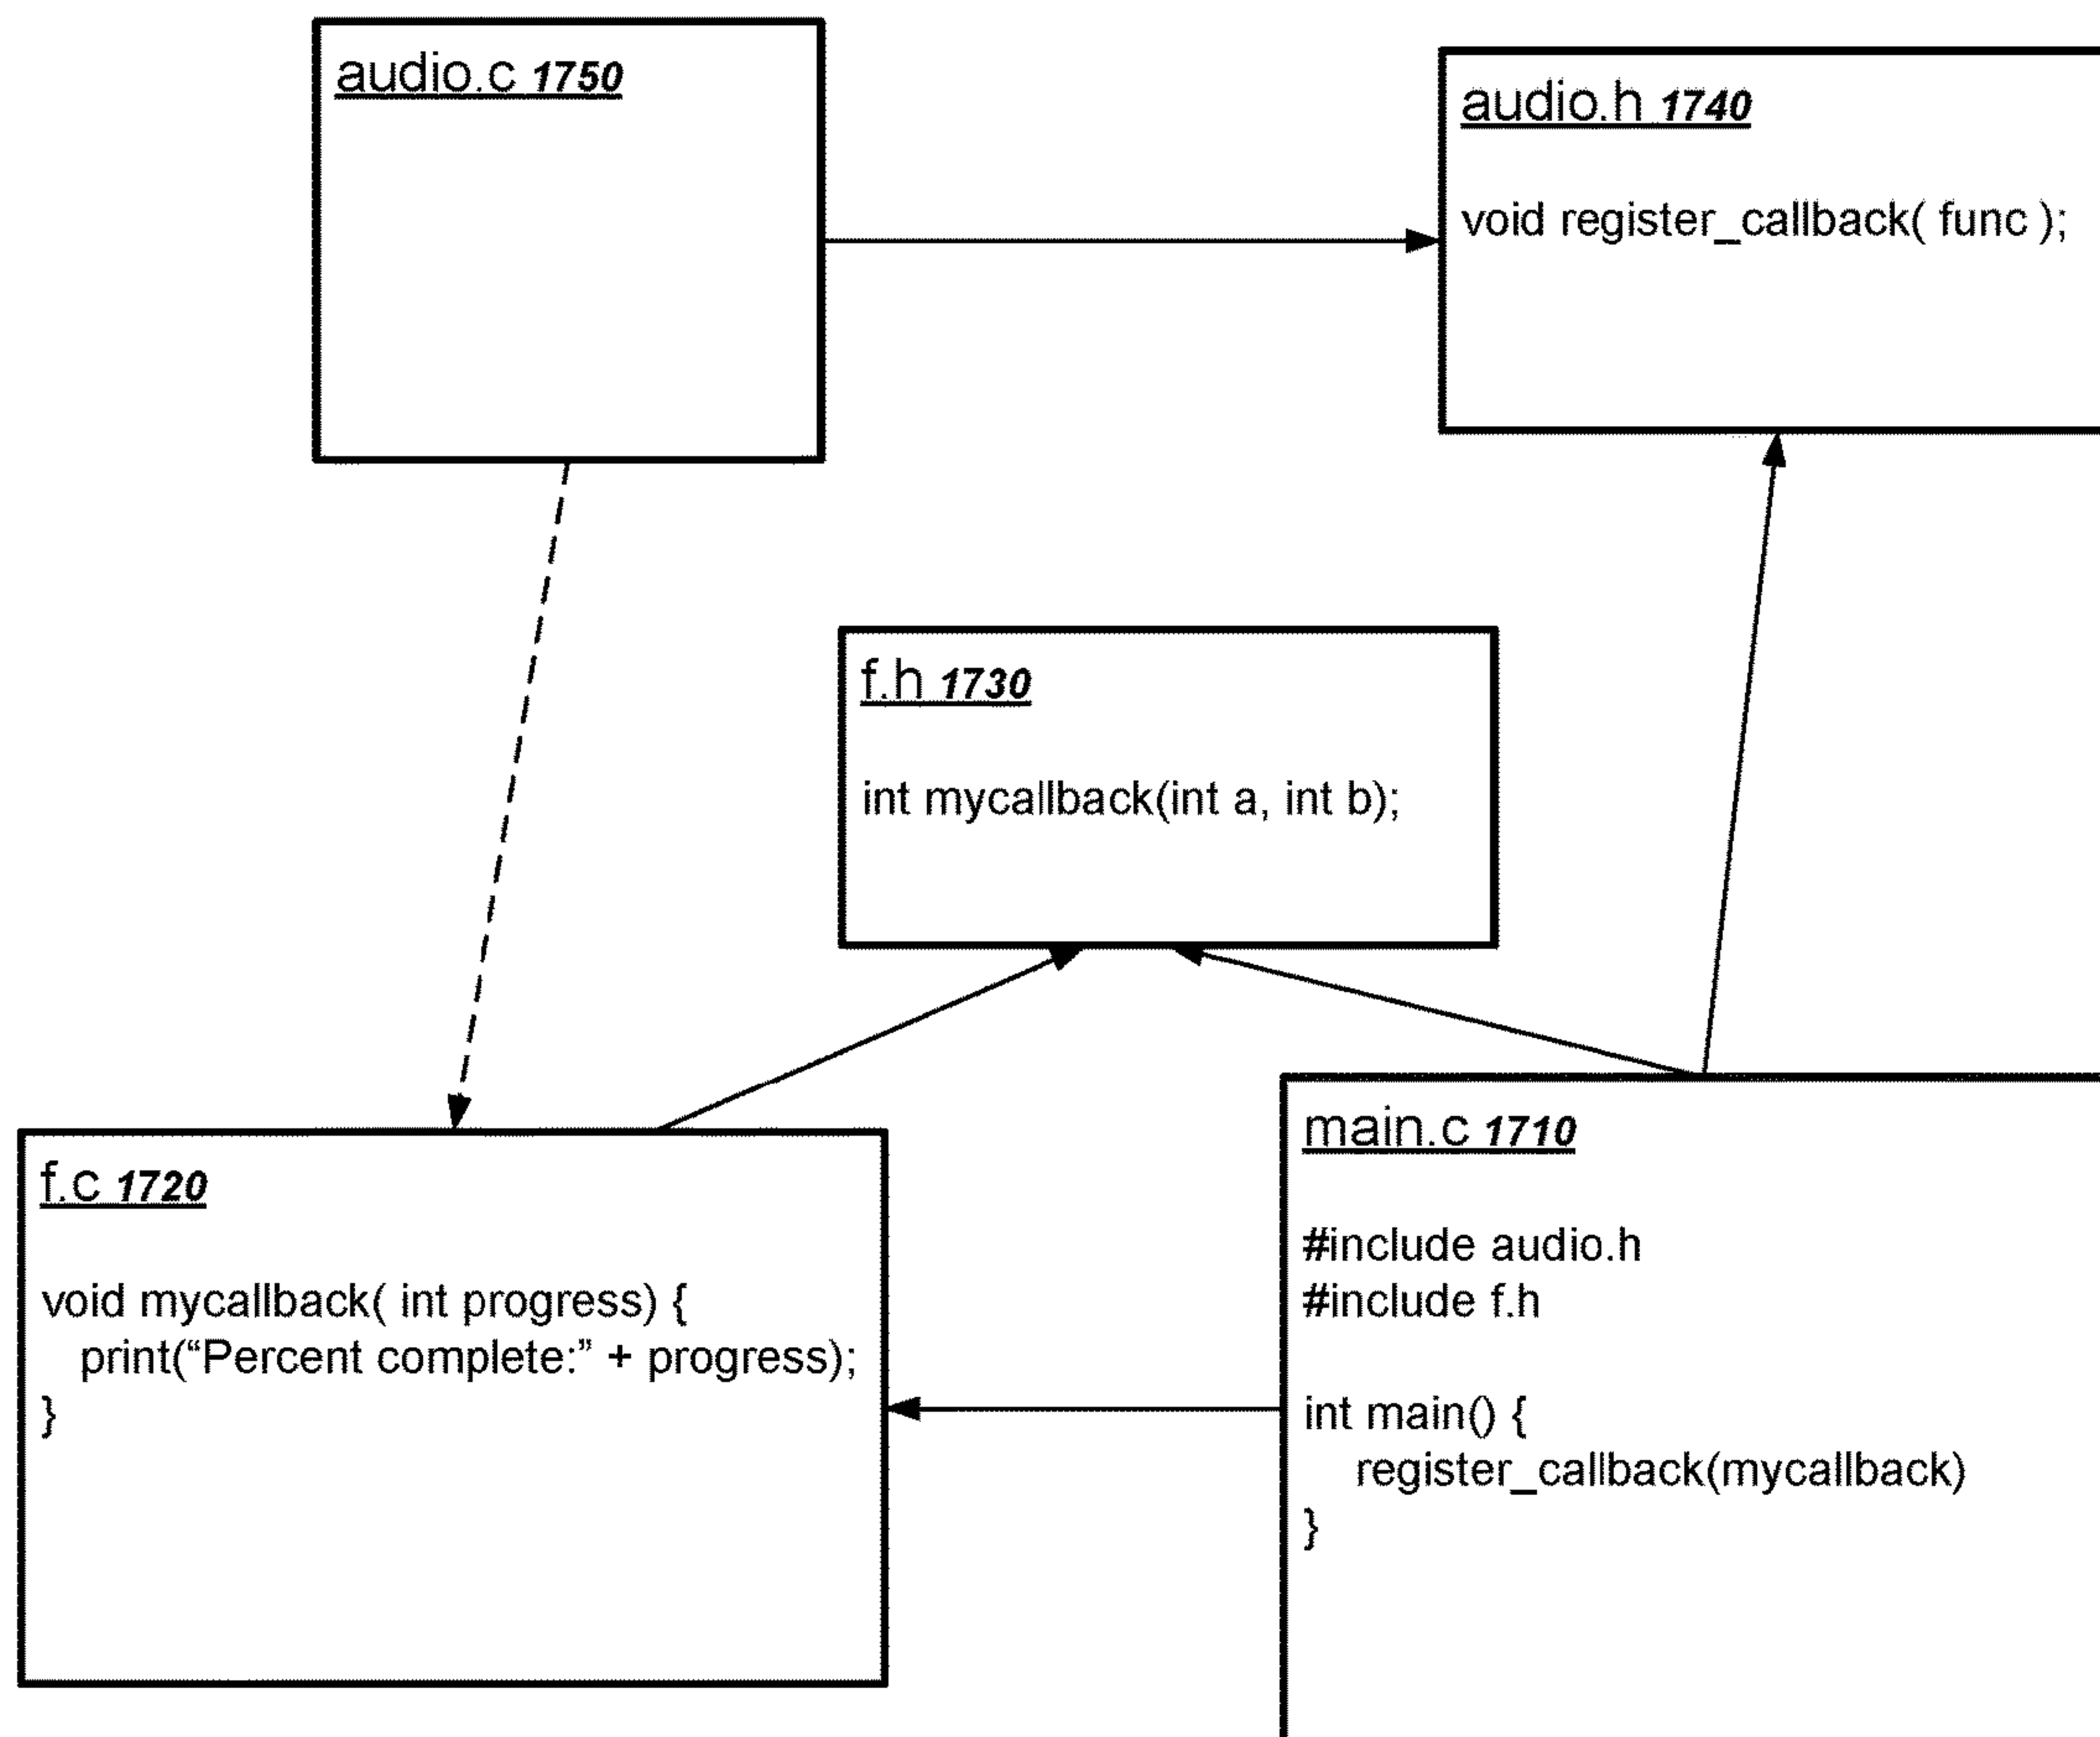 audio.c 1750
audio.h 1740
void register_callback( func );
f.h 1730
int mycallback(int a, int b);
f.c 1720
void mycallback( int progress) {
print(“Percent complete:” + progress);
}
main.c 1710
#include audio.h
#include f.h
int main() {
register_callback(mycallback)
}